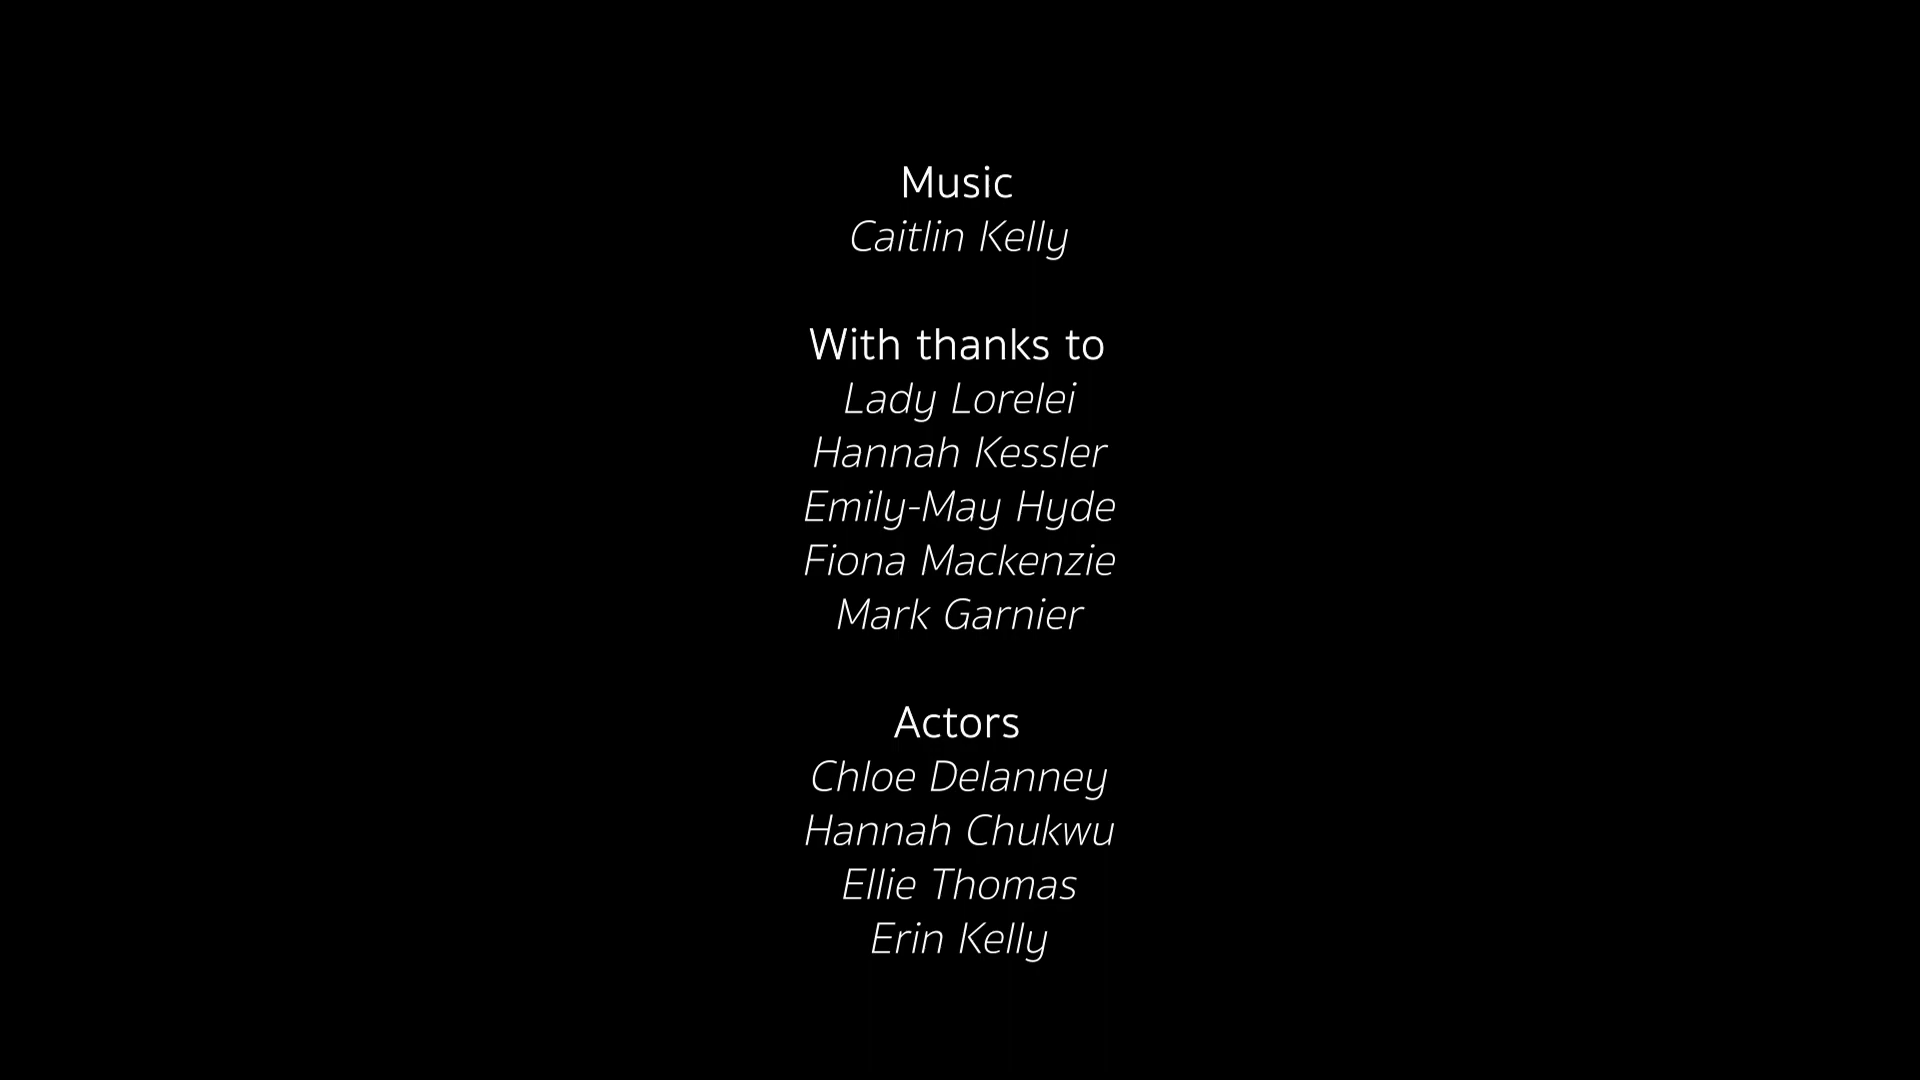 Music
Caitlin Kelly
With thanks to
Lady Lorelei
Hannah Kessler
Emily-May Hyde
Fiona Mackenzie
Mark Garnier
Actors
Chloe Delanney
Hannah Chukwu
Ellie Thomas
Erin Kelly